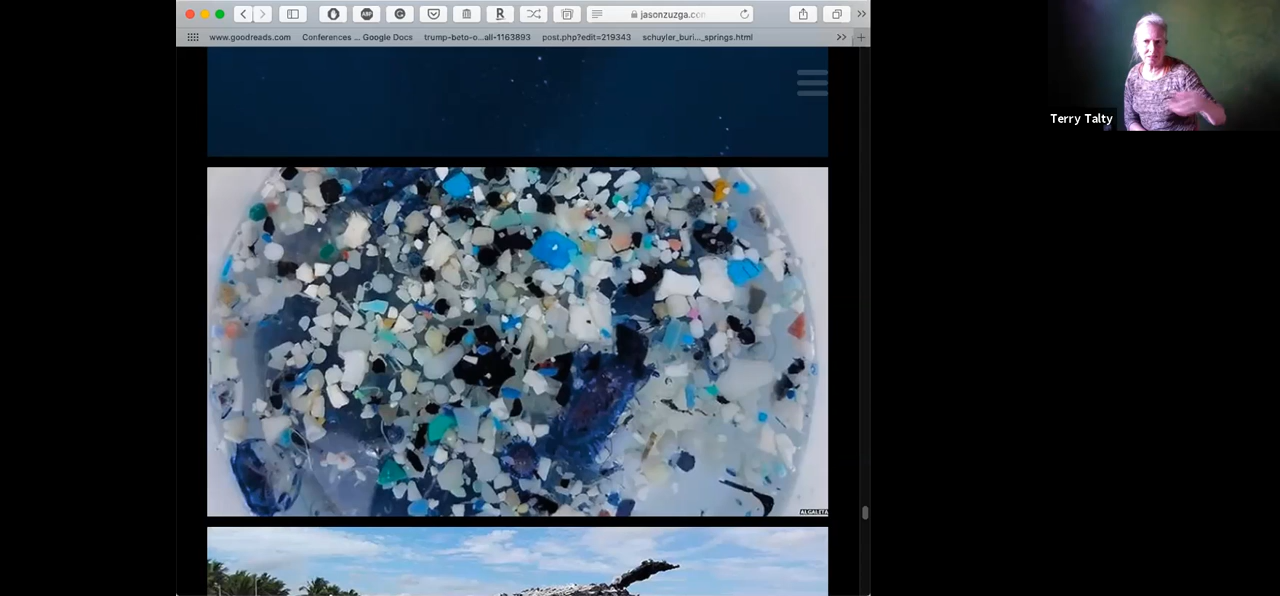 jasonzuzga.com
www.goodreads.com Conferences ... Google Docs trump-beto-o...all-1163893 post.php?edit=219343 schuyler_buri..._springs.html
Terry Talty
ALGALITA